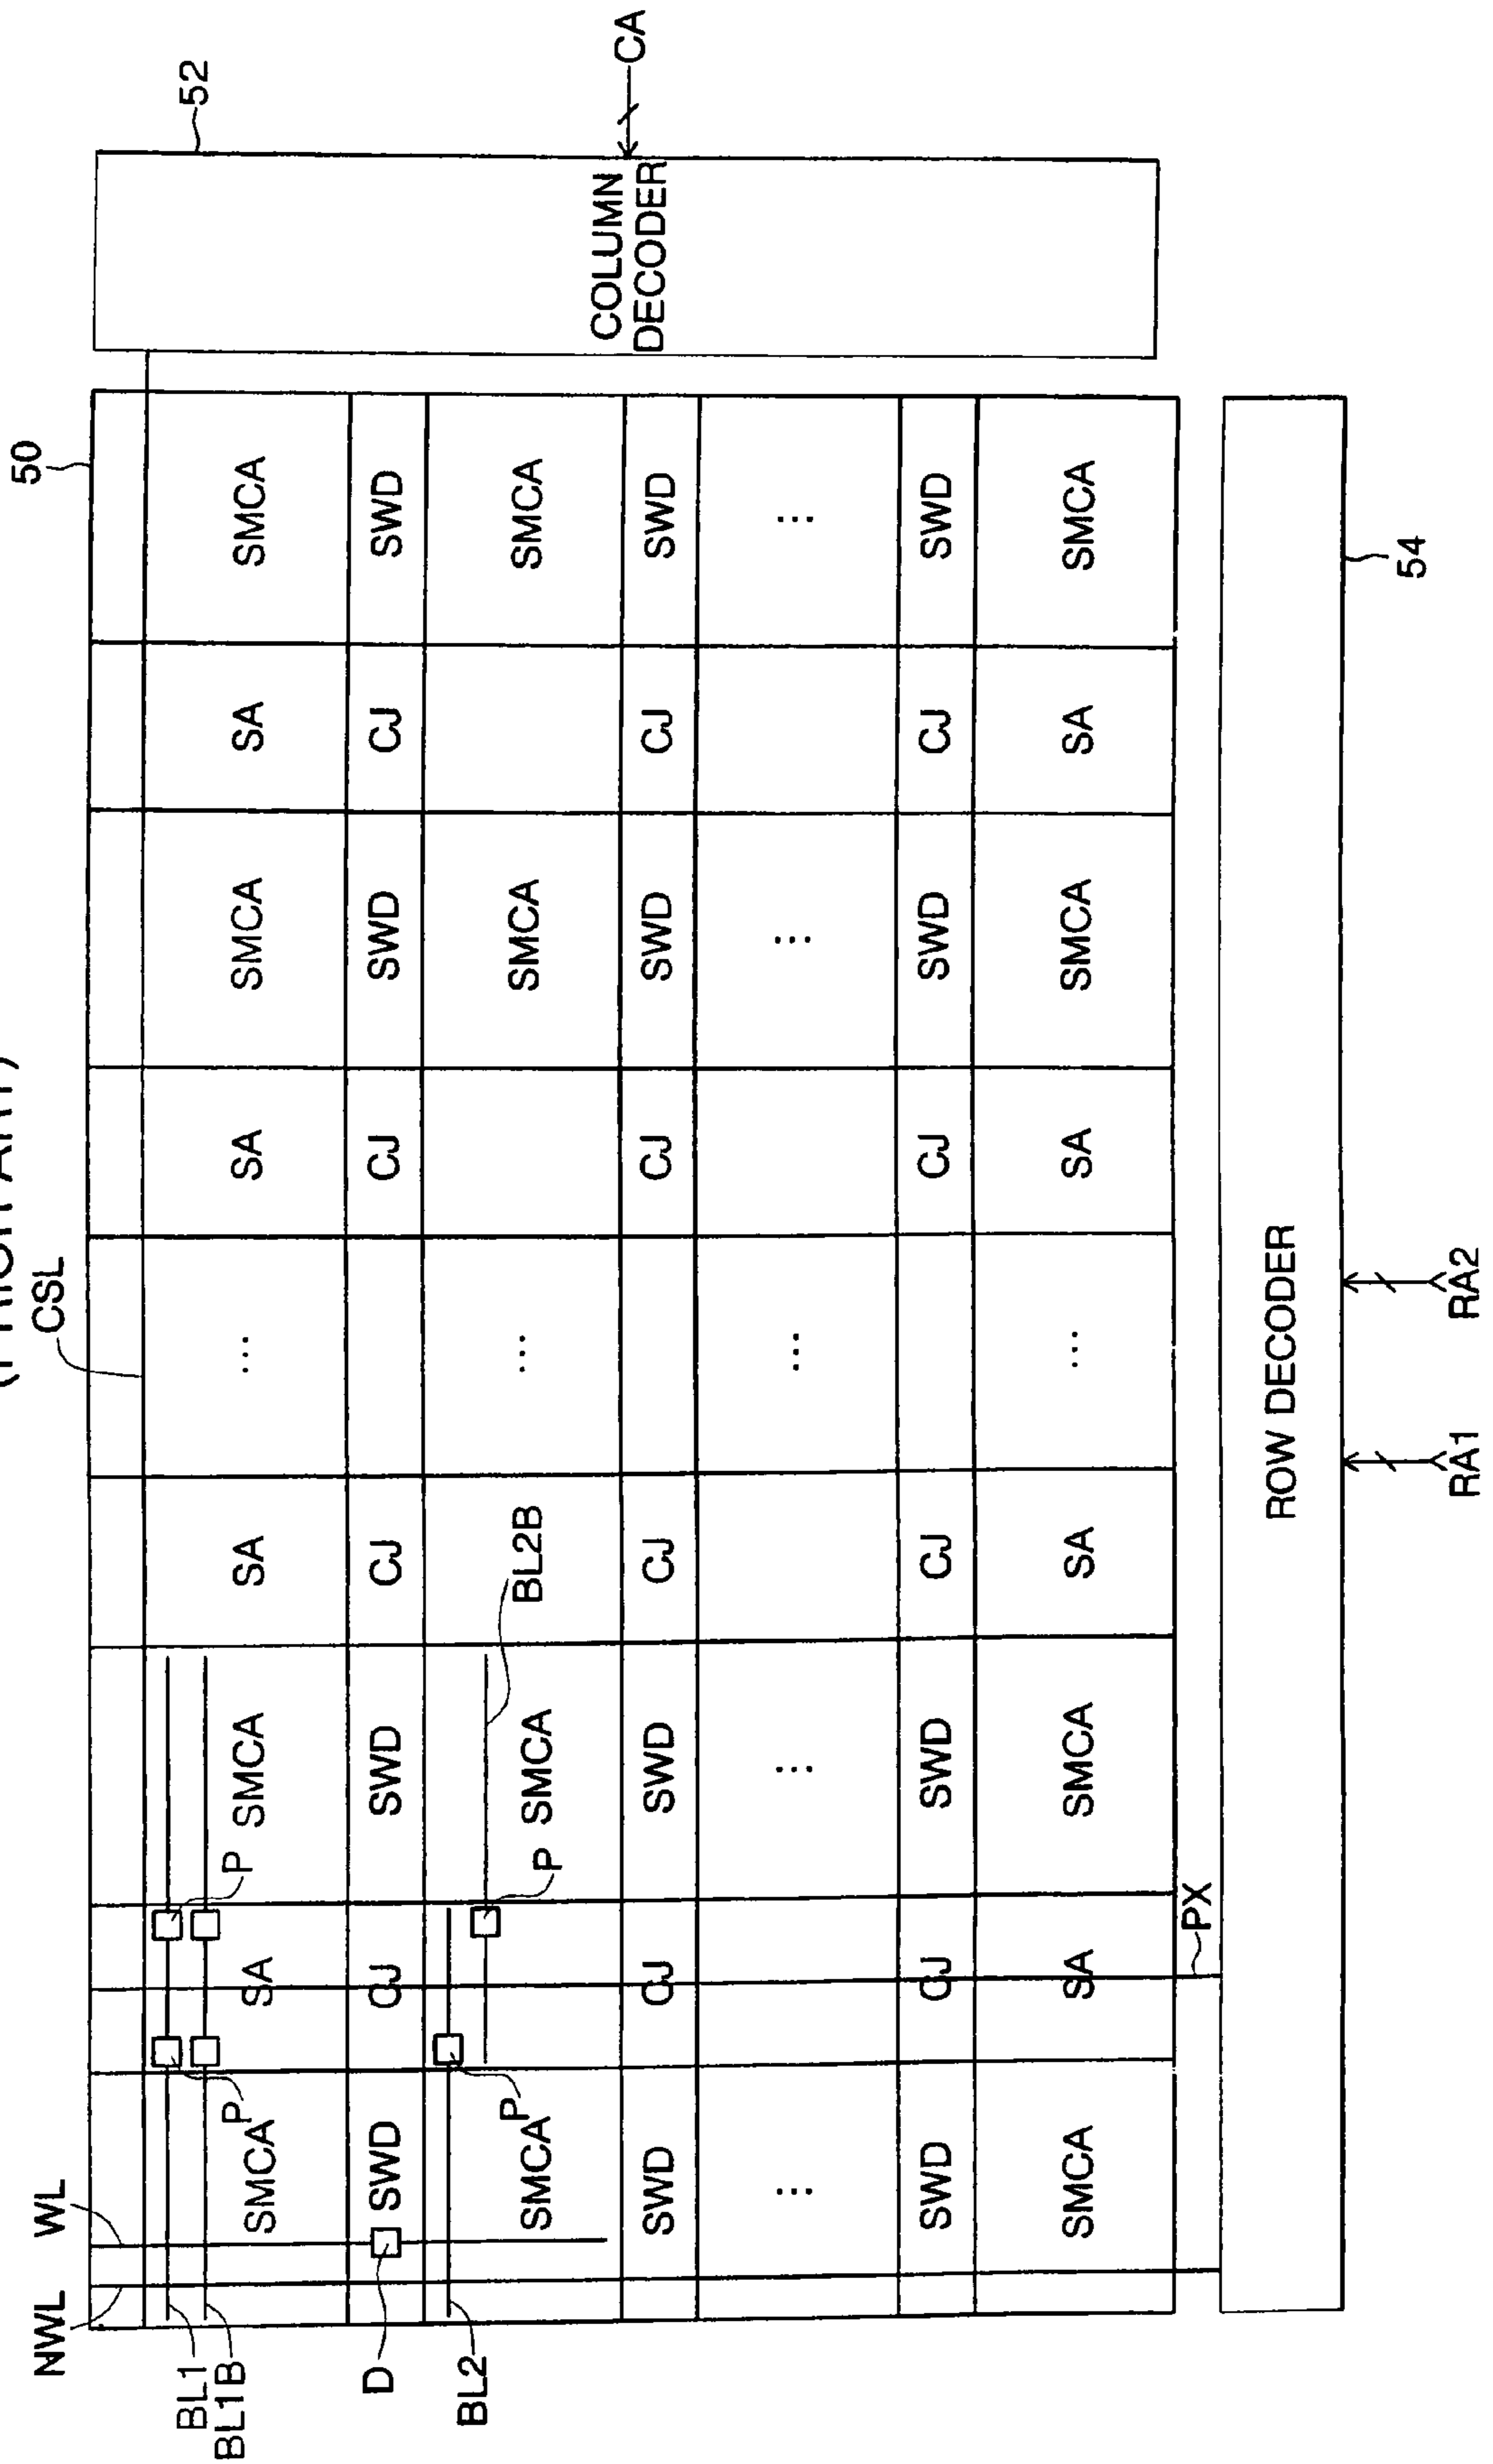 (PRIOR ART)
NWL WL CSL 50
BL1 52
BL1B
SMCA P SA P SMCA SA ... SA SMCA SA SMCA
D SWD CJ SWD CJ CJ SWD CJ SWD
BL2 SMCA P P SMCA BL2B ... SMCA SMCA
COLUMN
DECODER
CA
SWD CJ SWD CJ CJ SWD CJ SWD
... ... ... ... ...
SWD CJ SWD CJ CJ SWD CJ SWD
SMCA SA SMCA SA ... SA SMCA SA SMCA
PX
ROW DECODER
54
RA1 RA2